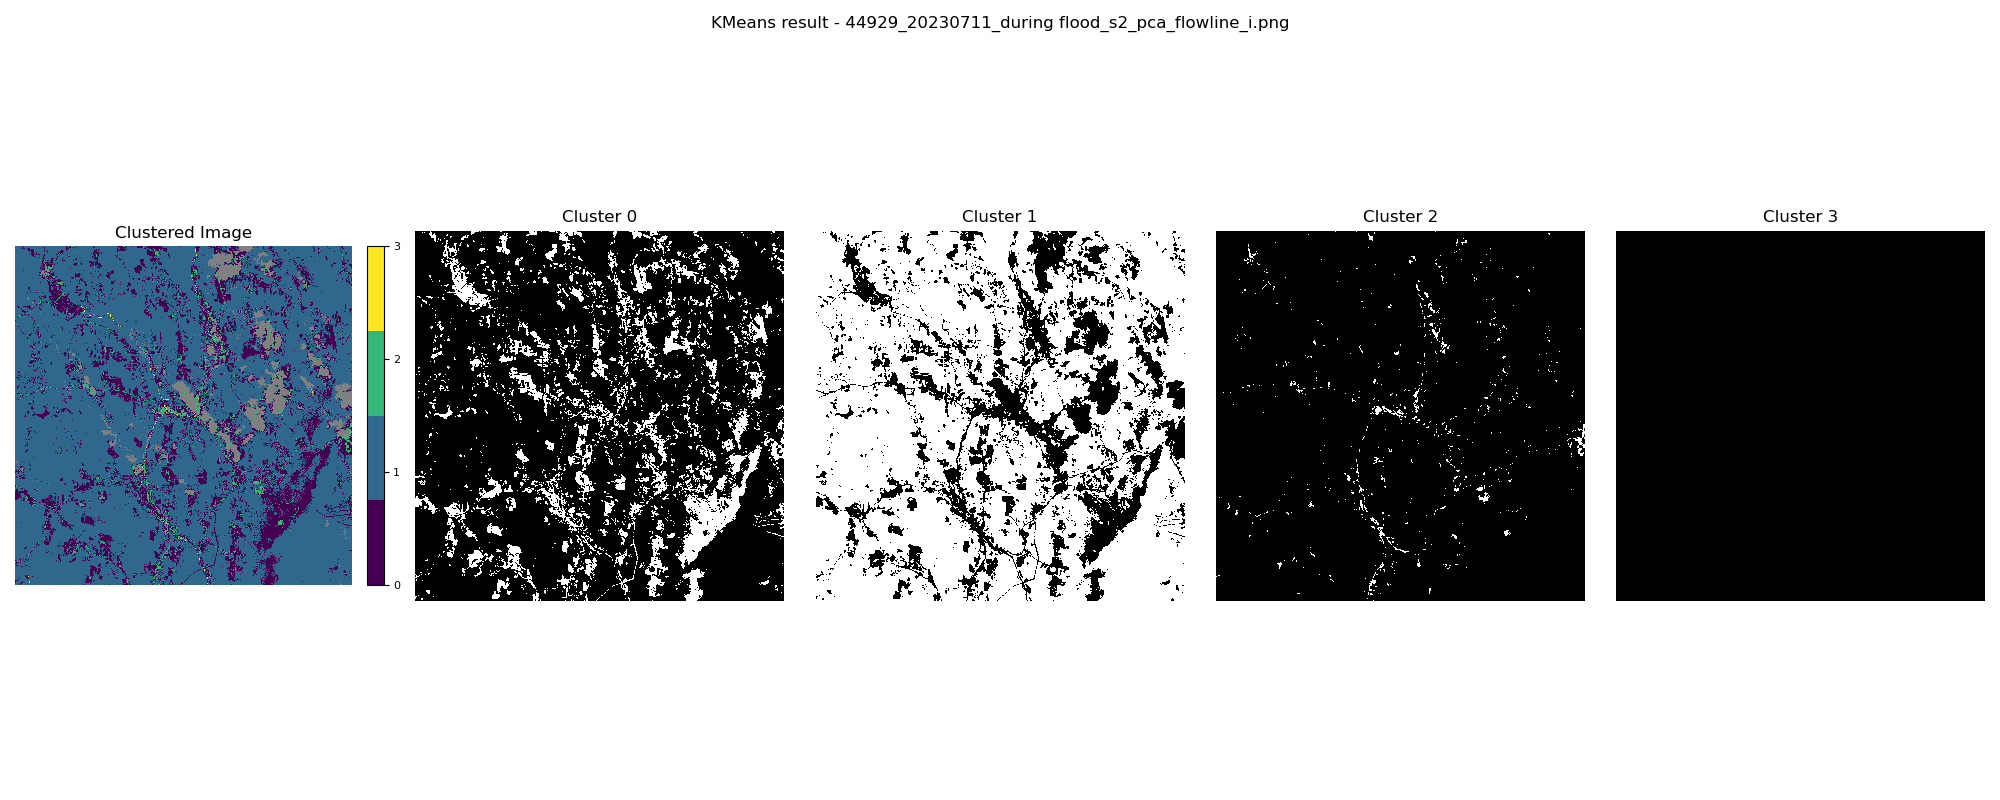 KMeans result - 44929_20230711_during flood_s2_pca_flowline_i.png
Clustered Image
3
2
1
0
Cluster 0
Cluster 1
Cluster 2
Cluster 3